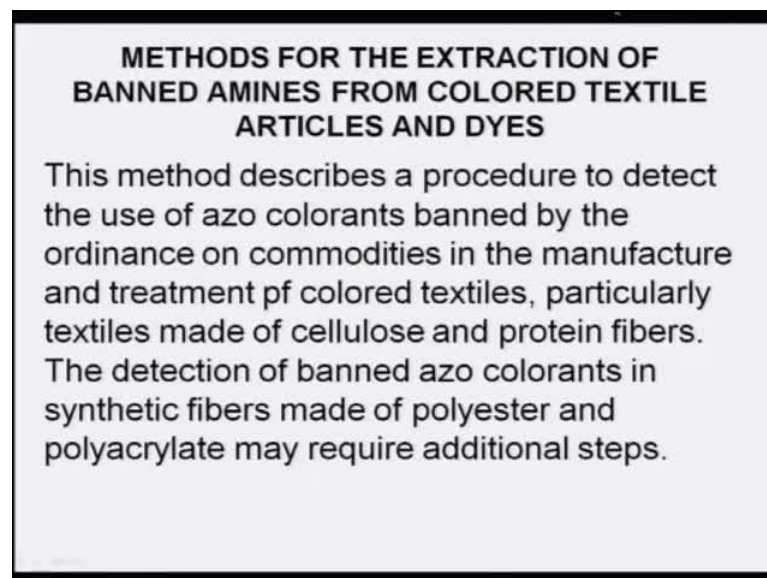 METHODS FOR THE EXTRACTION OF
BANNED AMINES FROM COLORED TEXTILE
ARTICLES AND DYES
This method describes a procedure to detect
the use of azo colorants banned by the
ordinance on commodities in the manufacture
and treatment pf colored textiles, particularly
textiles made of cellulose and protein fibers.
The detection of banned azo colorants in
synthetic fibers made of polyester and
polyacrylate may require additional steps.